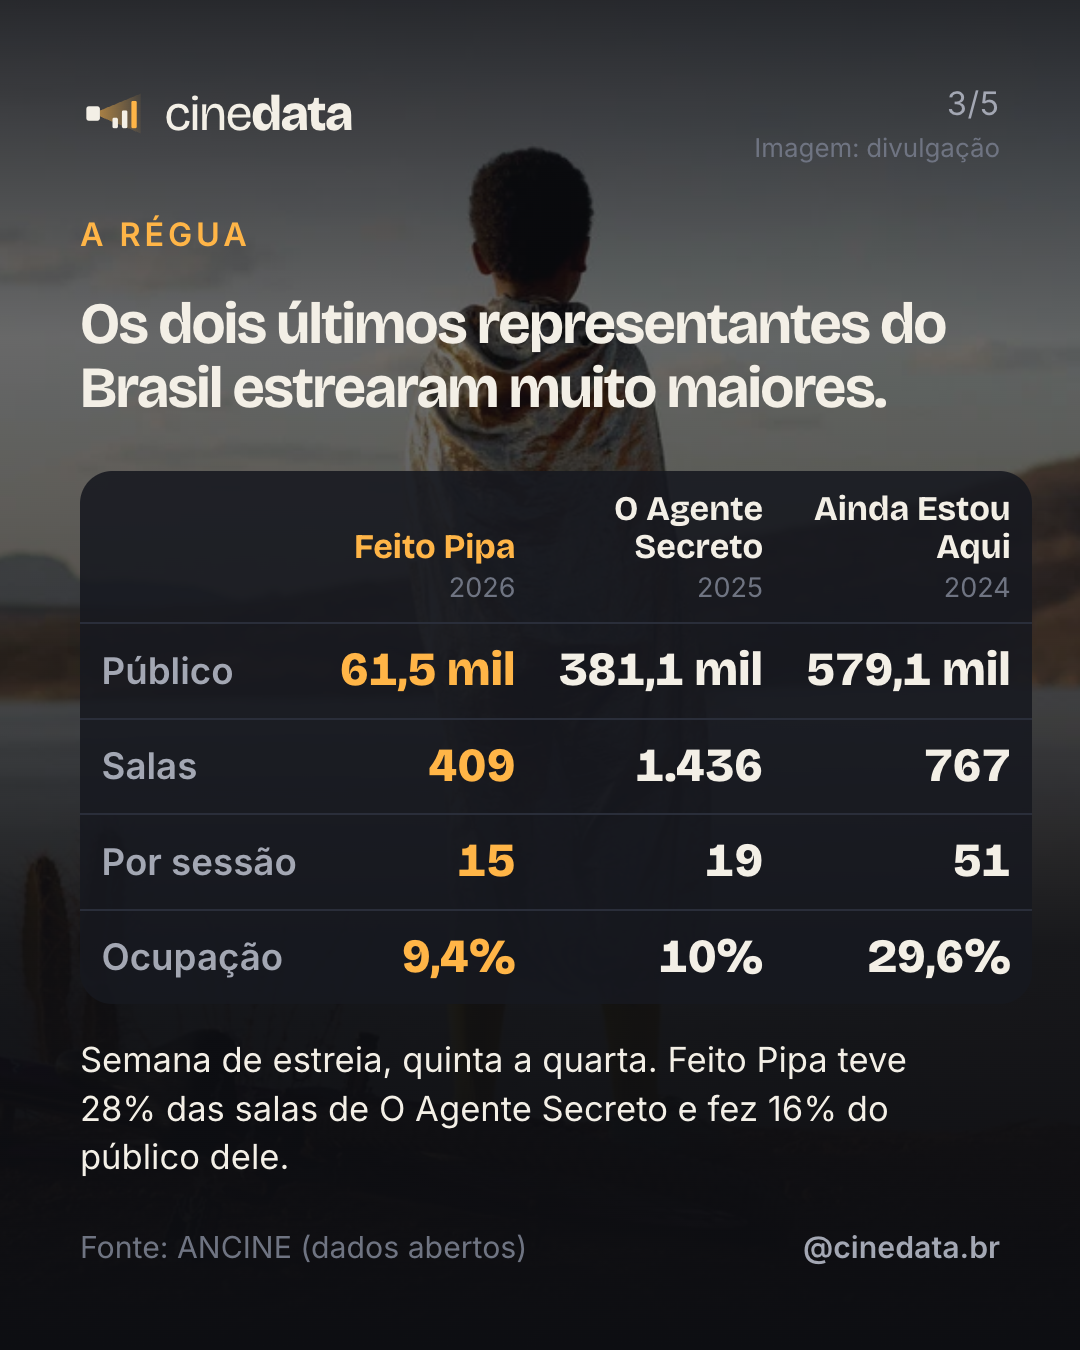 cinedata
3/5
Imagem: divulgação
A RÉGUA
Os dois últimos representantes do
Brasil estrearam muito maiores.
Feito Pipa
2026
O Agente
Secreto
2025
Ainda Estou
Aqui
2024
Público 61,5 mil 381,1 mil 579,1 mil
Salas 409 1.436 767
Por sessão 15 19 51
Ocupação 9,4% 10% 29,6%
Semana de estreia, quinta a quarta. Feito Pipa teve
28% das salas de O Agente Secreto e fez 16% do
público dele.
Fonte: ANCINE (dados abertos)
@cinedata.br